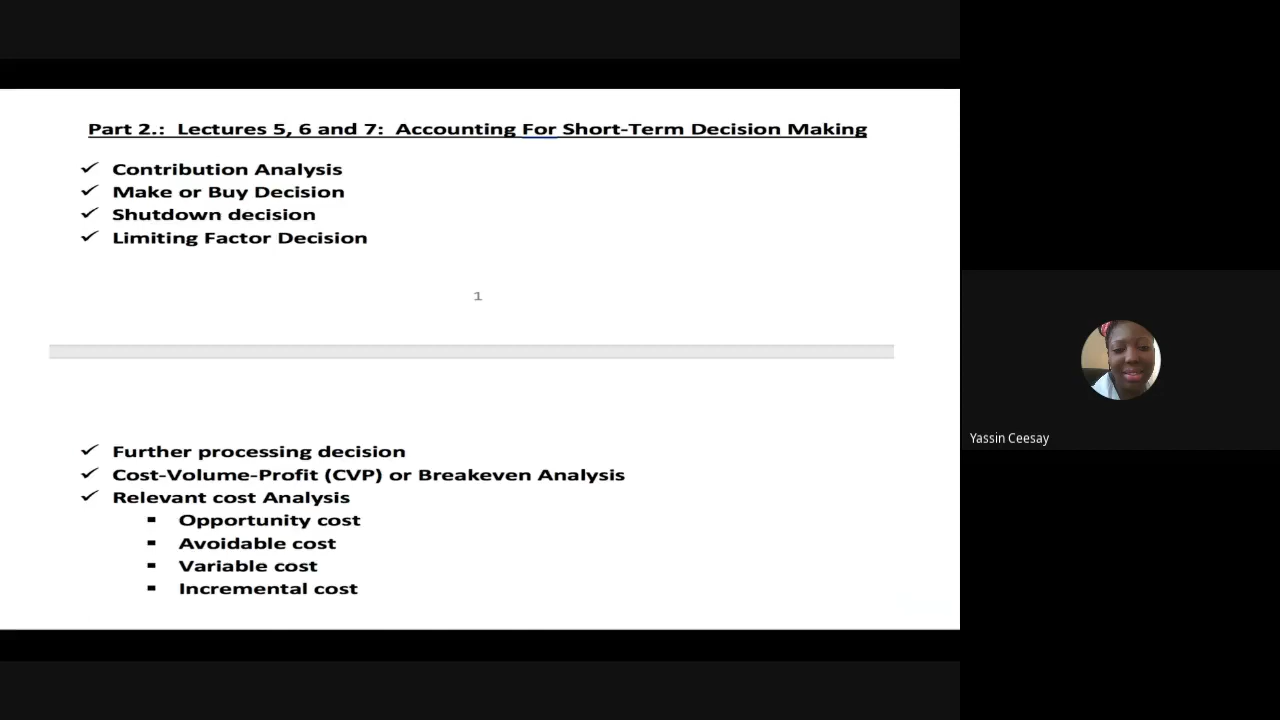 Part 2.: Lectures 5, 6 and 7: Accounting For Short-Term Decision Making
✓ Contribution Analysis
✓ Make or Buy Decision
✓ Shutdown decision
✓ Limiting Factor Decision
1
✓ Further processing decision
✓ Cost-Volume-Profit (CVP) or Breakeven Analysis
✓ Relevant cost Analysis
▪ Opportunity cost
▪ Avoidable cost
▪ Variable cost
▪ Incremental cost
Yassin Ceesay